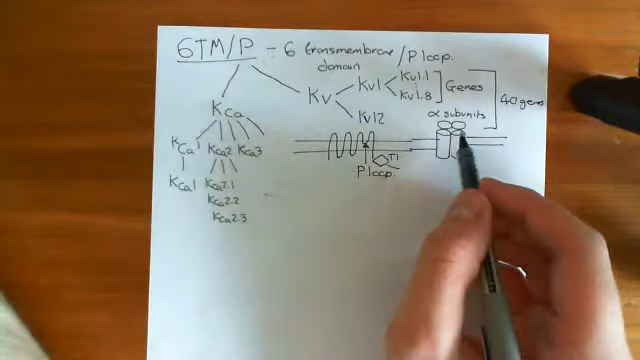 6TM/P - 6 transmembrane /P loop.
domain
KCa
Kv
Kv1
Kv1.1
Kv1.8
Genes
40 genes
Kv12
α subunits
KCa1
KCa2
KCa3
T1
P loop
KCa1
KCa2.1
KCa2.2
KCa2.3